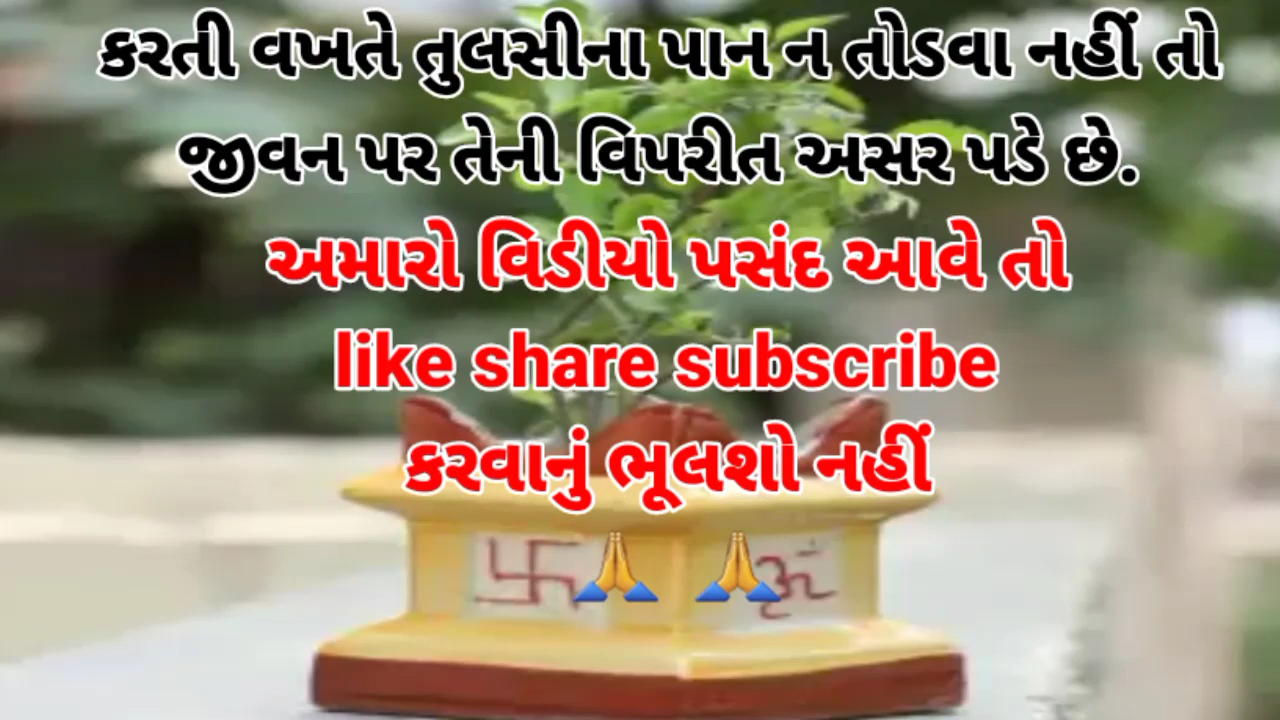 કરતી વખતે તુલસીના પાન ન તોડવા નહીં તો
જીવન પર તેની વિપરીત અસર પડે છે.
અમારો વિડીયો પસંદ આવે તો
like share subscribe
કરવાનું ભૂલશો નહીં
ૐ